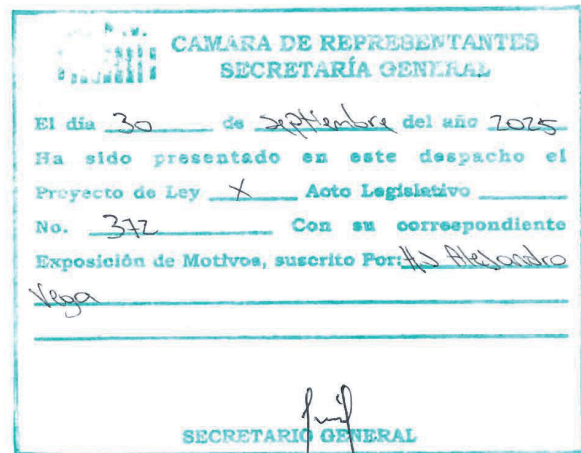 CAMARA DE REPRESENTANTES
SECRETARÍA GENERAL
El día 30 de septiembre del año 2025
Ha sido presentado en este despacho el
Proyecto de Ley X Acto Legislativo
No. 372 Con su correspondiente
Exposición de Motivos, suscrito Por: HS Alejandro
Vega
SECRETARIO GENERAL